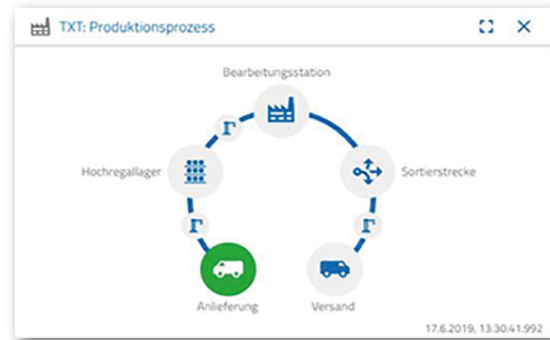 TXT: Produktionsprozess
Bearbeitungsstation
Hochregallager
Sortierstrecke
Anlieferung
Versand
17.6.2019, 13:30:41.992